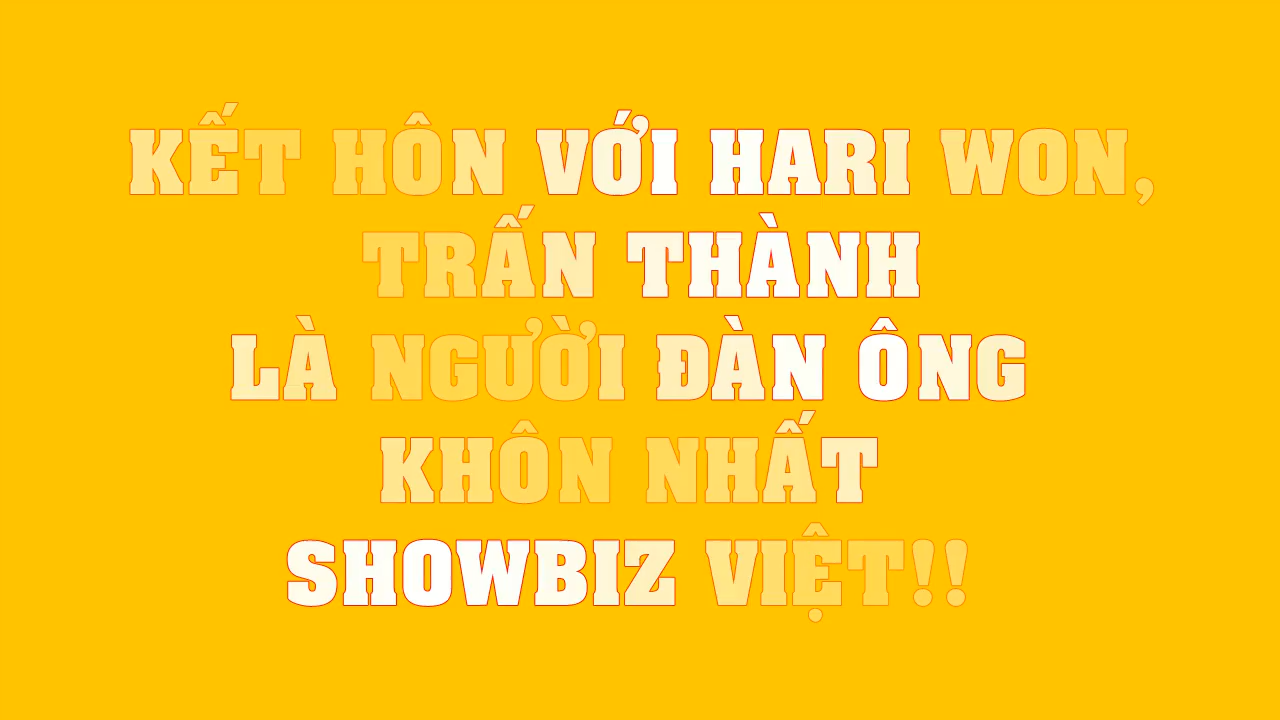 KẾT HÔN VỚI HARI WON,
TRẤN THÀNH
LÀ NGƯỜI ĐÀN ÔNG
KHÔN NHẤT
SHOWBIZ VIỆT!!